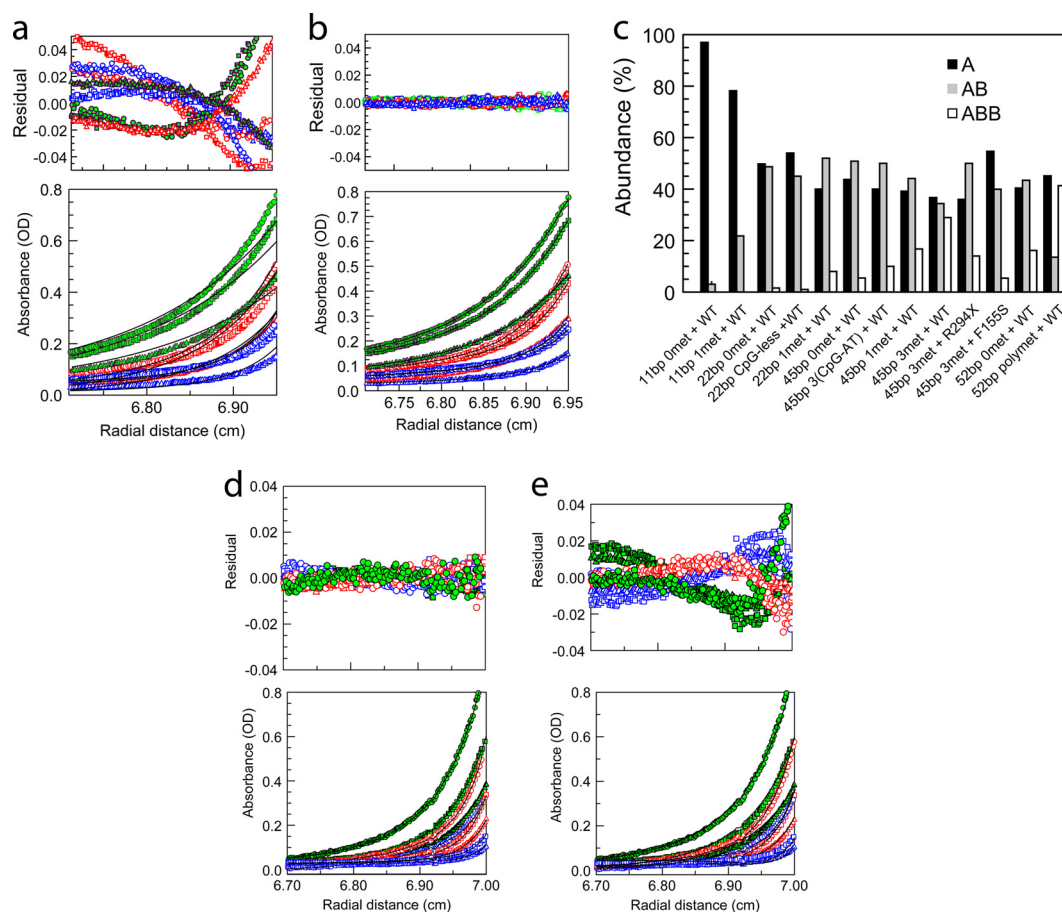 a
b
c
0.04
0.02
0.00
-0.02
-0.04
Residual
0.8
0.6
0.4
0.2
0.0
Absorbance (OD)
6.80 6.90
Radial distance (cm)
0.04
0.02
0.00
-0.02
-0.04
Residual
0.8
0.7
0.6
0.5
0.4
0.3
0.2
0.1
0.0
Absorbance (OD)
6.75 6.80 6.85 6.90 6.95
Radial distance (cm)
100
80
60
40
20
0
Abundance (%)
A
AB
ABB
11bp 0met + WT
11bp 1met + WT
22bp 0met + WT
22bp CpG-less +WT
22bp 1met + WT
45bp 0met + WT
45bp 3(CpG-AT) + WT
45bp 1met + WT
45bp 3met + WT
45bp 3met + R294X
45bp 3met + F155S
52bp 0met + WT
52bp polymet + WT
d
e
0.04
0.02
0.00
-0.02
-0.04
Residual
0.8
0.6
0.4
0.2
0.0
Absorbance (OD)
6.70 6.80 6.90 7.00
Radial distance (cm)
0.04
0.02
0.00
-0.02
-0.04
Residual
0.8
0.6
0.4
0.2
0.0
Absorbance (OD)
6.70 6.80 6.90 7.00
Radial distance (cm)